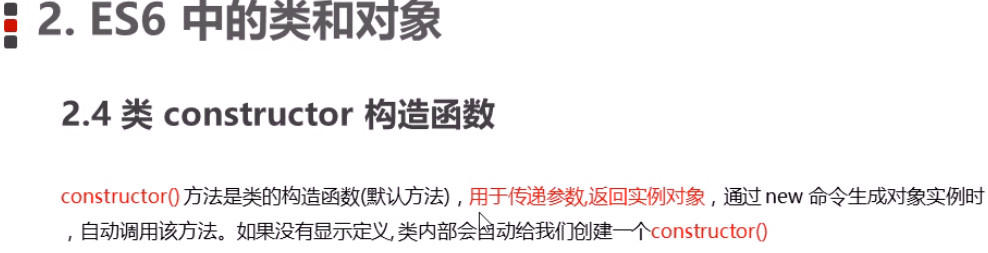 2. ES6 中的类和对象
2.4 类 constructor 构造函数
constructor() 方法是类的构造函数(默认方法)，用于传递参数,返回实例对象，通过 new 命令生成对象实例时
，自动调用该方法。如果没有显示定义, 类内部会自动给我们创建一个constructor()